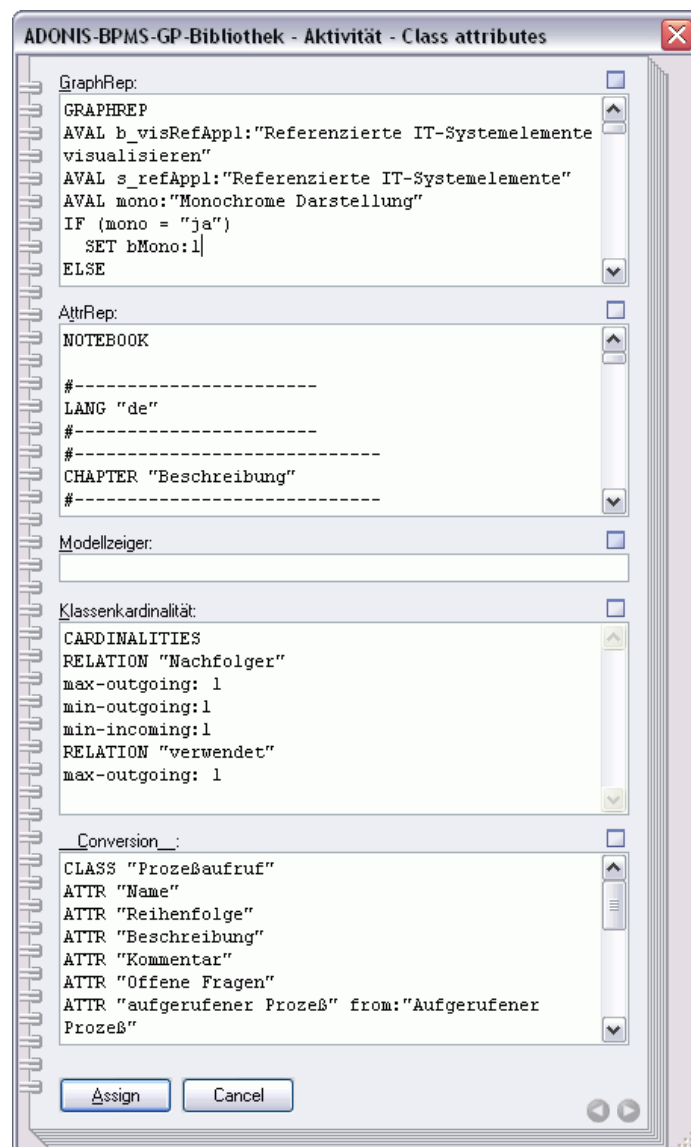 ADONIS-BPMS-GP-Bibliothek - Aktivität - Class attributes
GraphRep:
GRAPHREP
AVAL b_visRefAppl:"Referenzierte IT-Systemelemente
visualisieren"
AVAL s_refAppl:"Referenzierte IT-Systemelemente"
AVAL mono:"Monochrome Darstellung"
IF (mono = "ja")
SET bMono:1
ELSE
AttrRep:
NOTEBOOK
#-----------------------
LANG "de"
#-----------------------
#-----------------------------
CHAPTER "Beschreibung"
#-----------------------------
Modellzeiger:
Klassenkardinalität:
CARDINALITIES
RELATION "Nachfolger"
max-outgoing: 1
min-outgoing:1
min-incoming:1
RELATION "verwendet"
max-outgoing: 1
__Conversion__:
CLASS "Prozeßaufruf"
ATTR "Name"
ATTR "Reihenfolge"
ATTR "Beschreibung"
ATTR "Kommentar"
ATTR "Offene Fragen"
ATTR "aufgerufener Prozeß" from:"Aufgerufener
Prozeß"
Assign Cancel